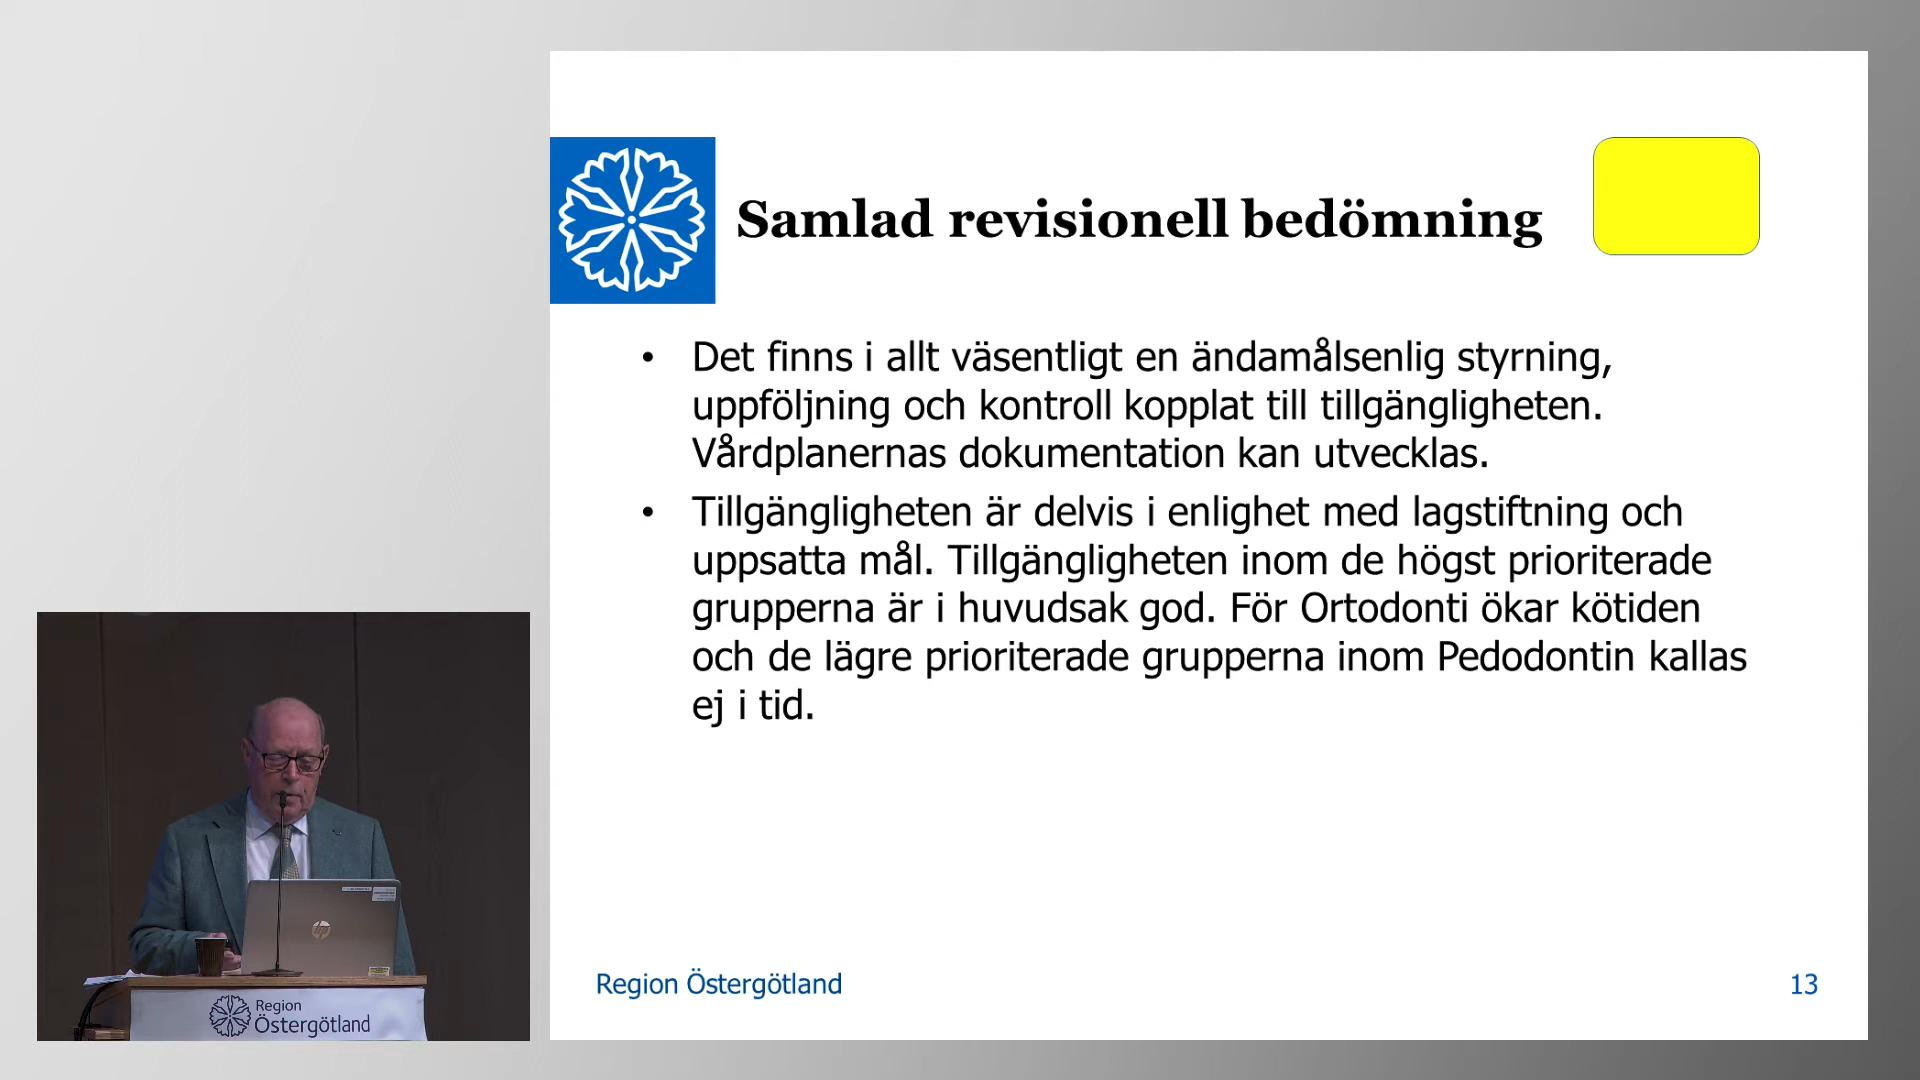 Samlad revisionell bedömning
• Det finns i allt väsentligt en ändamålsenlig styrning,
uppföljning och kontroll kopplat till tillgängligheten.
Vårdplanernas dokumentation kan utvecklas.
• Tillgängligheten är delvis i enlighet med lagstiftning och
uppsatta mål. Tillgängligheten inom de högst prioriterade
grupperna är i huvudsak god. För Ortodonti ökar kötiden
och de lägre prioriterade grupperna inom Pedodontin kallas
ej i tid.
Region Östergötland
13
hp
Region
Östergötland